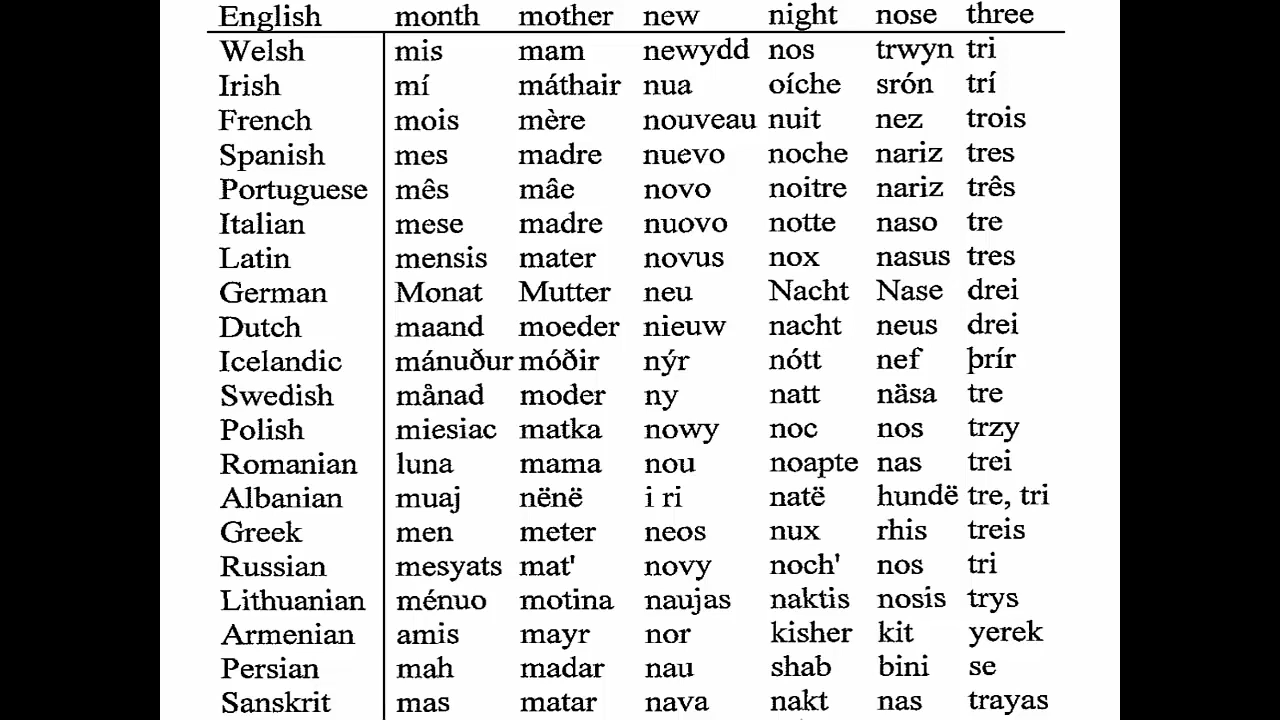 English month mother new night nose three
Welsh mis mam newydd nos trwyn tri
Irish mí máthair nua oíche srón trí
French mois mère nouveau nuit nez trois
Spanish mes madre nuevo noche nariz tres
Portuguese mês mâe novo noitre nariz três
Italian mese madre nuovo notte naso tre
Latin mensis mater novus nox nasus tres
German Monat Mutter neu Nacht Nase drei
Dutch maand moeder nieuw nacht neus drei
Icelandic mánuður móðir nýr nótt nef þrír
Swedish månad moder ny natt näsa tre
Polish miesiac matka nowy noc nos trzy
Romanian luna mama nou noapte nas trei
Albanian muaj nënë i ri natë hundë tre, tri
Greek men meter neos nux rhis treis
Russian mesyats mat' novy noch' nos tri
Lithuanian ménuo motina naujas naktis nosis trys
Armenian amis mayr nor kisher kit yerek
Persian mah madar nau shab bini se
Sanskrit mas matar nava nakt nas trayas